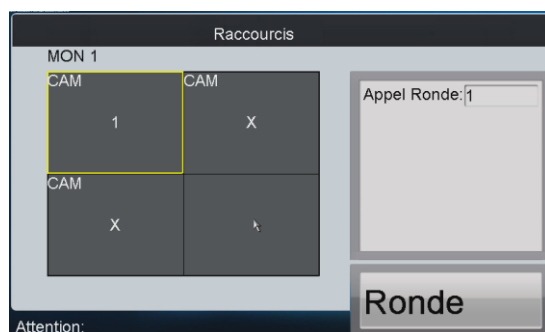 Raccourcis
MON 1
CAM
1
CAM
X
CAM
X
Appel Ronde: 1
Ronde
Attention: